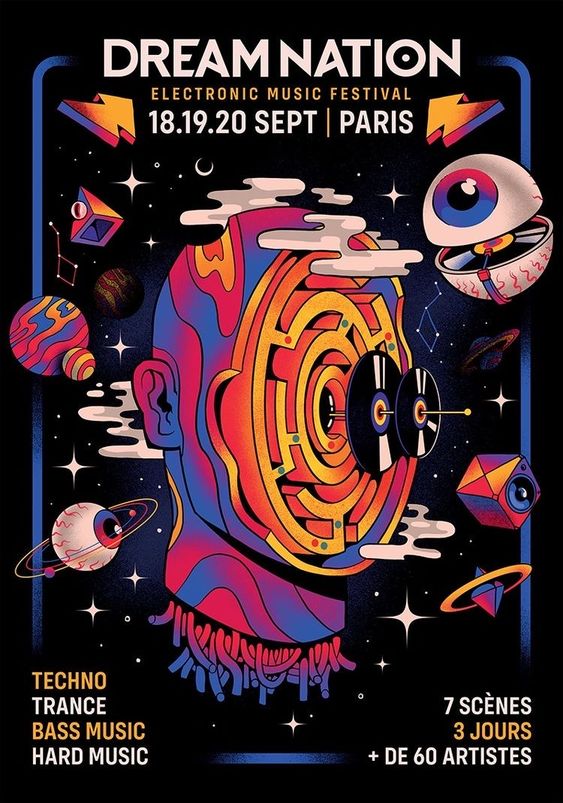 DREAM NATION
ELECTRONIC MUSIC FESTIVAL
18.19.20 SEPT | PARIS
TECHNO
TRANCE
BASS MUSIC
HARD MUSIC
7 SCÈNES
3 JOURS
+ DE 60 ARTISTES